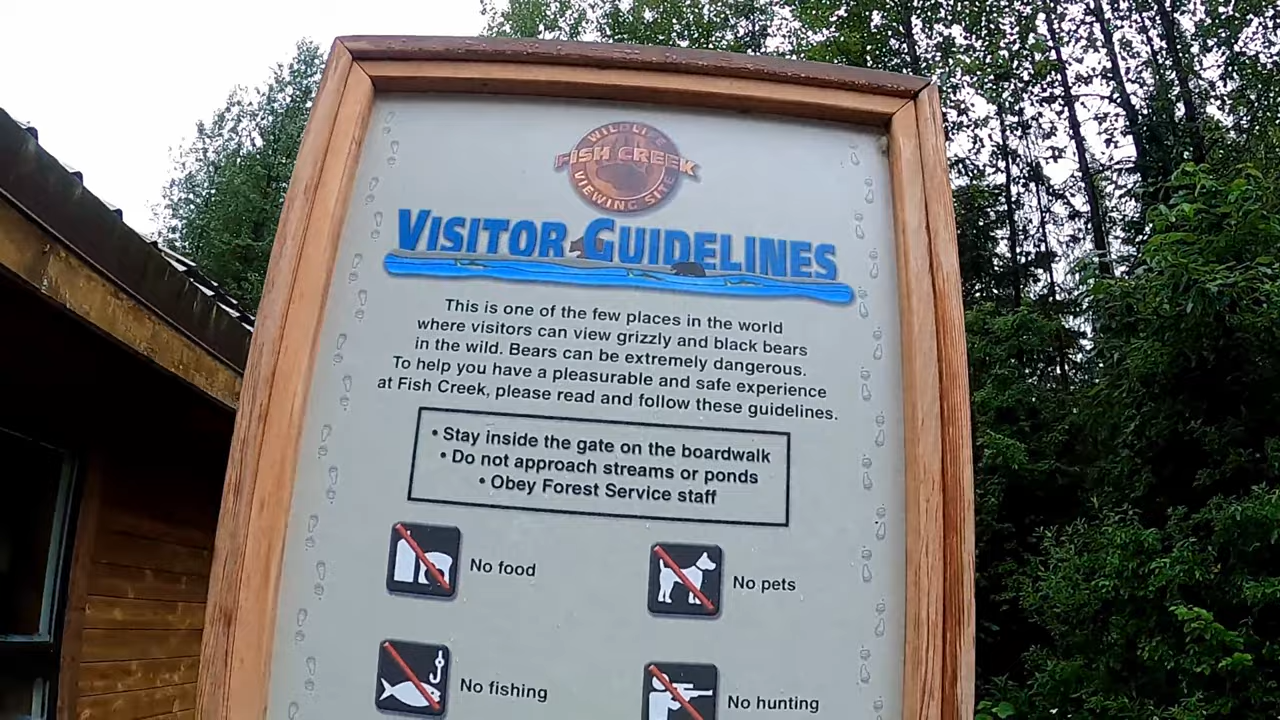 WILDLIFE
FISH CREEK
VIEWING SITE
VISITOR GUIDELINES
This is one of the few places in the world
where visitors can view grizzly and black bears
in the wild. Bears can be extremely dangerous.
To help you have a pleasurable and safe experience
at Fish Creek, please read and follow these guidelines.
• Stay inside the gate on the boardwalk
• Do not approach streams or ponds
• Obey Forest Service staff
No food
No pets
No fishing
No hunting